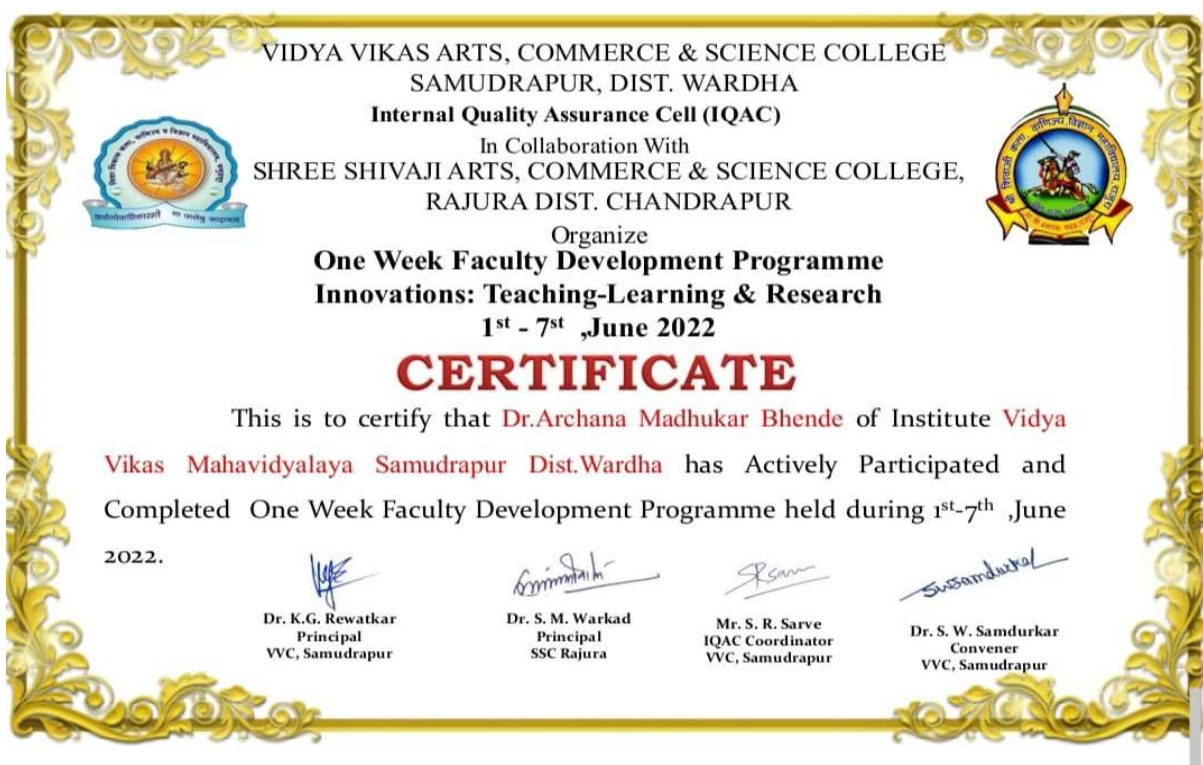 VIDYA VIKAS ARTS, COMMERCE & SCIENCE COLLEGE
SAMUDRAPUR, DIST. WARDHA
Internal Quality Assurance Cell (IQAC)
In Collaboration With
SHREE SHIVAJI ARTS, COMMERCE & SCIENCE COLLEGE,
RAJURA DIST. CHANDRAPUR
Organize
One Week Faculty Development Programme
Innovations: Teaching-Learning & Research
1st - 7st ,June 2022
CERTIFICATE
This is to certify that Dr.Archana Madhukar Bhende of Institute Vidya
Vikas Mahavidyalaya Samudrapur Dist.Wardha has Actively Participated and
Completed One Week Faculty Development Programme held during 1st-7th ,June
2022.
Dr. K.G. Rewatkar
Principal
VVC, Samudrapur
Dr. S. M. Warkad
Principal
SSC Rajura
Mr. S. R. Sarve
IQAC Coordinator
VVC, Samudrapur
Dr. S. W. Samdurkar
Convener
VVC, Samudrapur